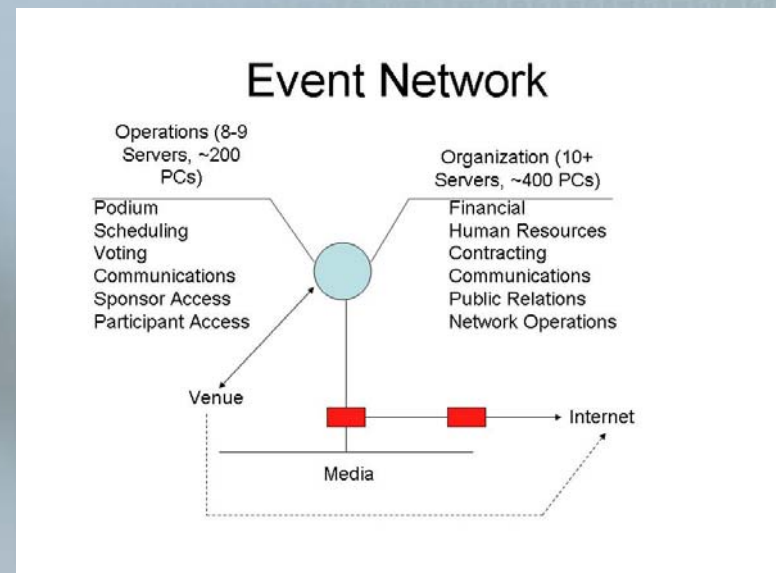 Event Network
Operations (8-9
Servers, ~200
PCs)
Podium
Scheduling
Voting
Communications
Sponsor Access
Participant Access
Organization (10+
Servers, ~400 PCs)
Financial
Human Resources
Contracting
Communications
Public Relations
Network Operations
Venue
Internet
Media